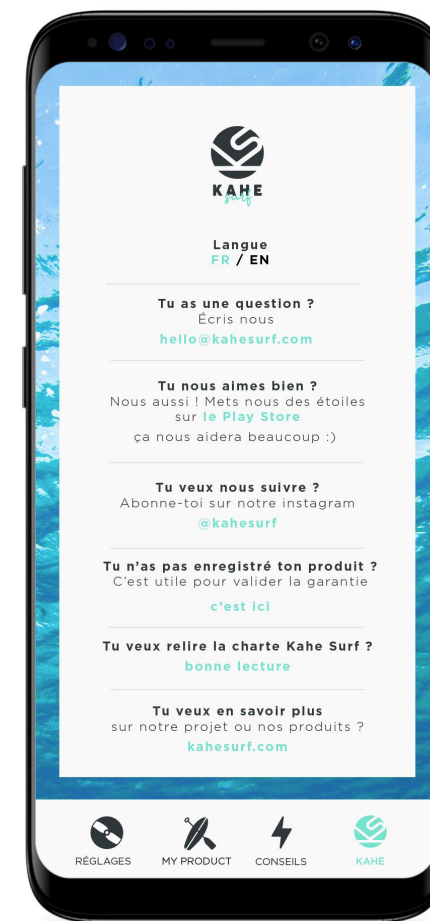 KAHE
surf
Langue
FR / EN
Tu as une question ?
Écris nous
hello@kahesurf.com
Tu nous aimes bien ?
Nous aussi ! Mets nous des étoiles
sur le Play Store
ça nous aidera beaucoup :)
Tu veux nous suivre ?
Abonne-toi sur notre instagram
@kahesurf
Tu n'as pas enregistré ton produit ?
C'est utile pour valider la garantie
c'est ici
Tu veux relire la charte Kahe Surf ?
bonne lecture
Tu veux en savoir plus
sur notre projet ou nos produits ?
kahesurf.com
RÉGLAGES MY PRODUCT CONSEILS KAHE